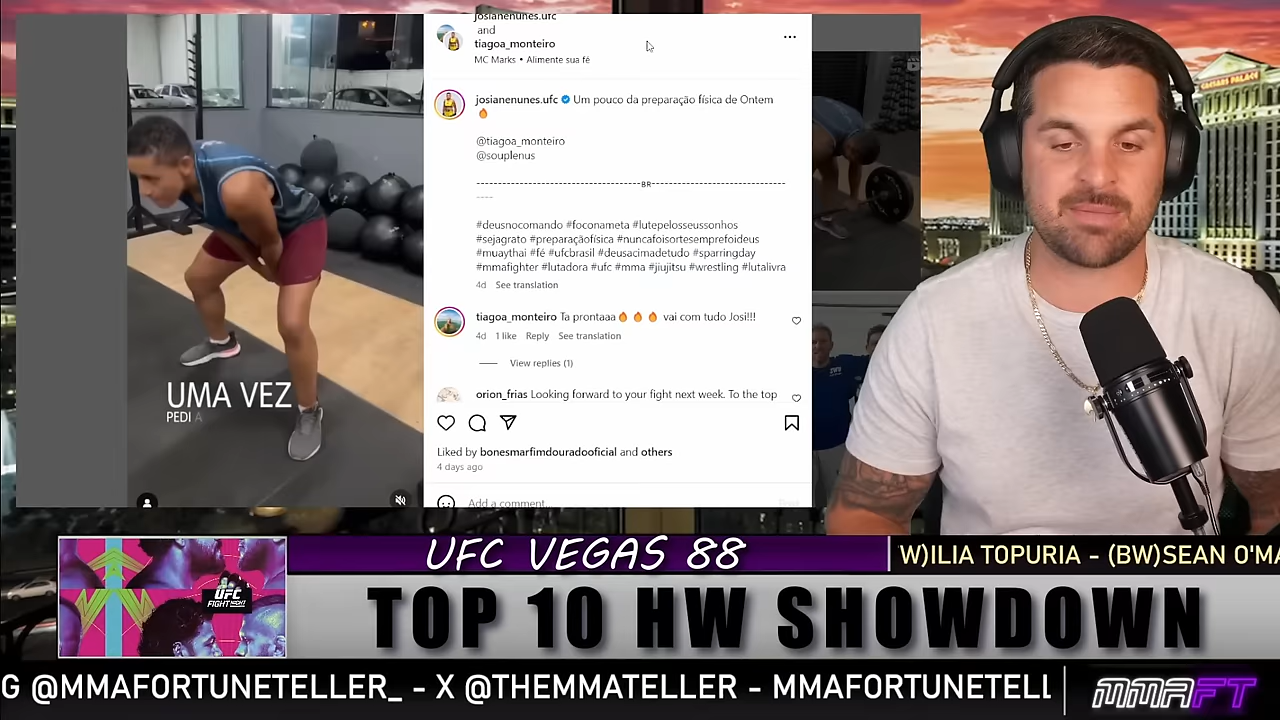 josianenunes.ufc
and
tiagoa_monteiro
MC Marks • Alimente sua fé
josianenunes.ufc Um pouco da preparação física de Ontem
🔥
@tiagoa_monteiro
@souplenus
---------------------------------------BR--------------------------------
----
#deusnocomando #foconameta #lutepelosseussonhos
#sejagrato #preparaçãofísica #nuncafoisortesemprefoideus
#muaythai #fé #ufcbrasil #deusacimadetudo #sparringday
#mmafighter #lutadora #ufc #mma #jiujitsu #wrestling #lutalivra
4d See translation
tiagoa_monteiro Ta prontaaa🔥🔥🔥 vai com tudo Josi!!!
4d 1 like Reply See translation
View replies (1)
orion_frias Looking forward to your fight next week. To the top
Liked by bonesmarfimdouradooficial and others
4 days ago
Add a comment...
UMA VEZ
PEDI A
CAESARS PALACE
UFC VEGAS 88
W)ILIA TOPURIA - (BW)SEAN O'MA
UFC
FIGHT NIGHT
TOP 10 HW SHOWDOWN
G @MMAFORTUNETELLER_ - X @THEMMATELLER - MMAFORTUNETELL
MMAFT